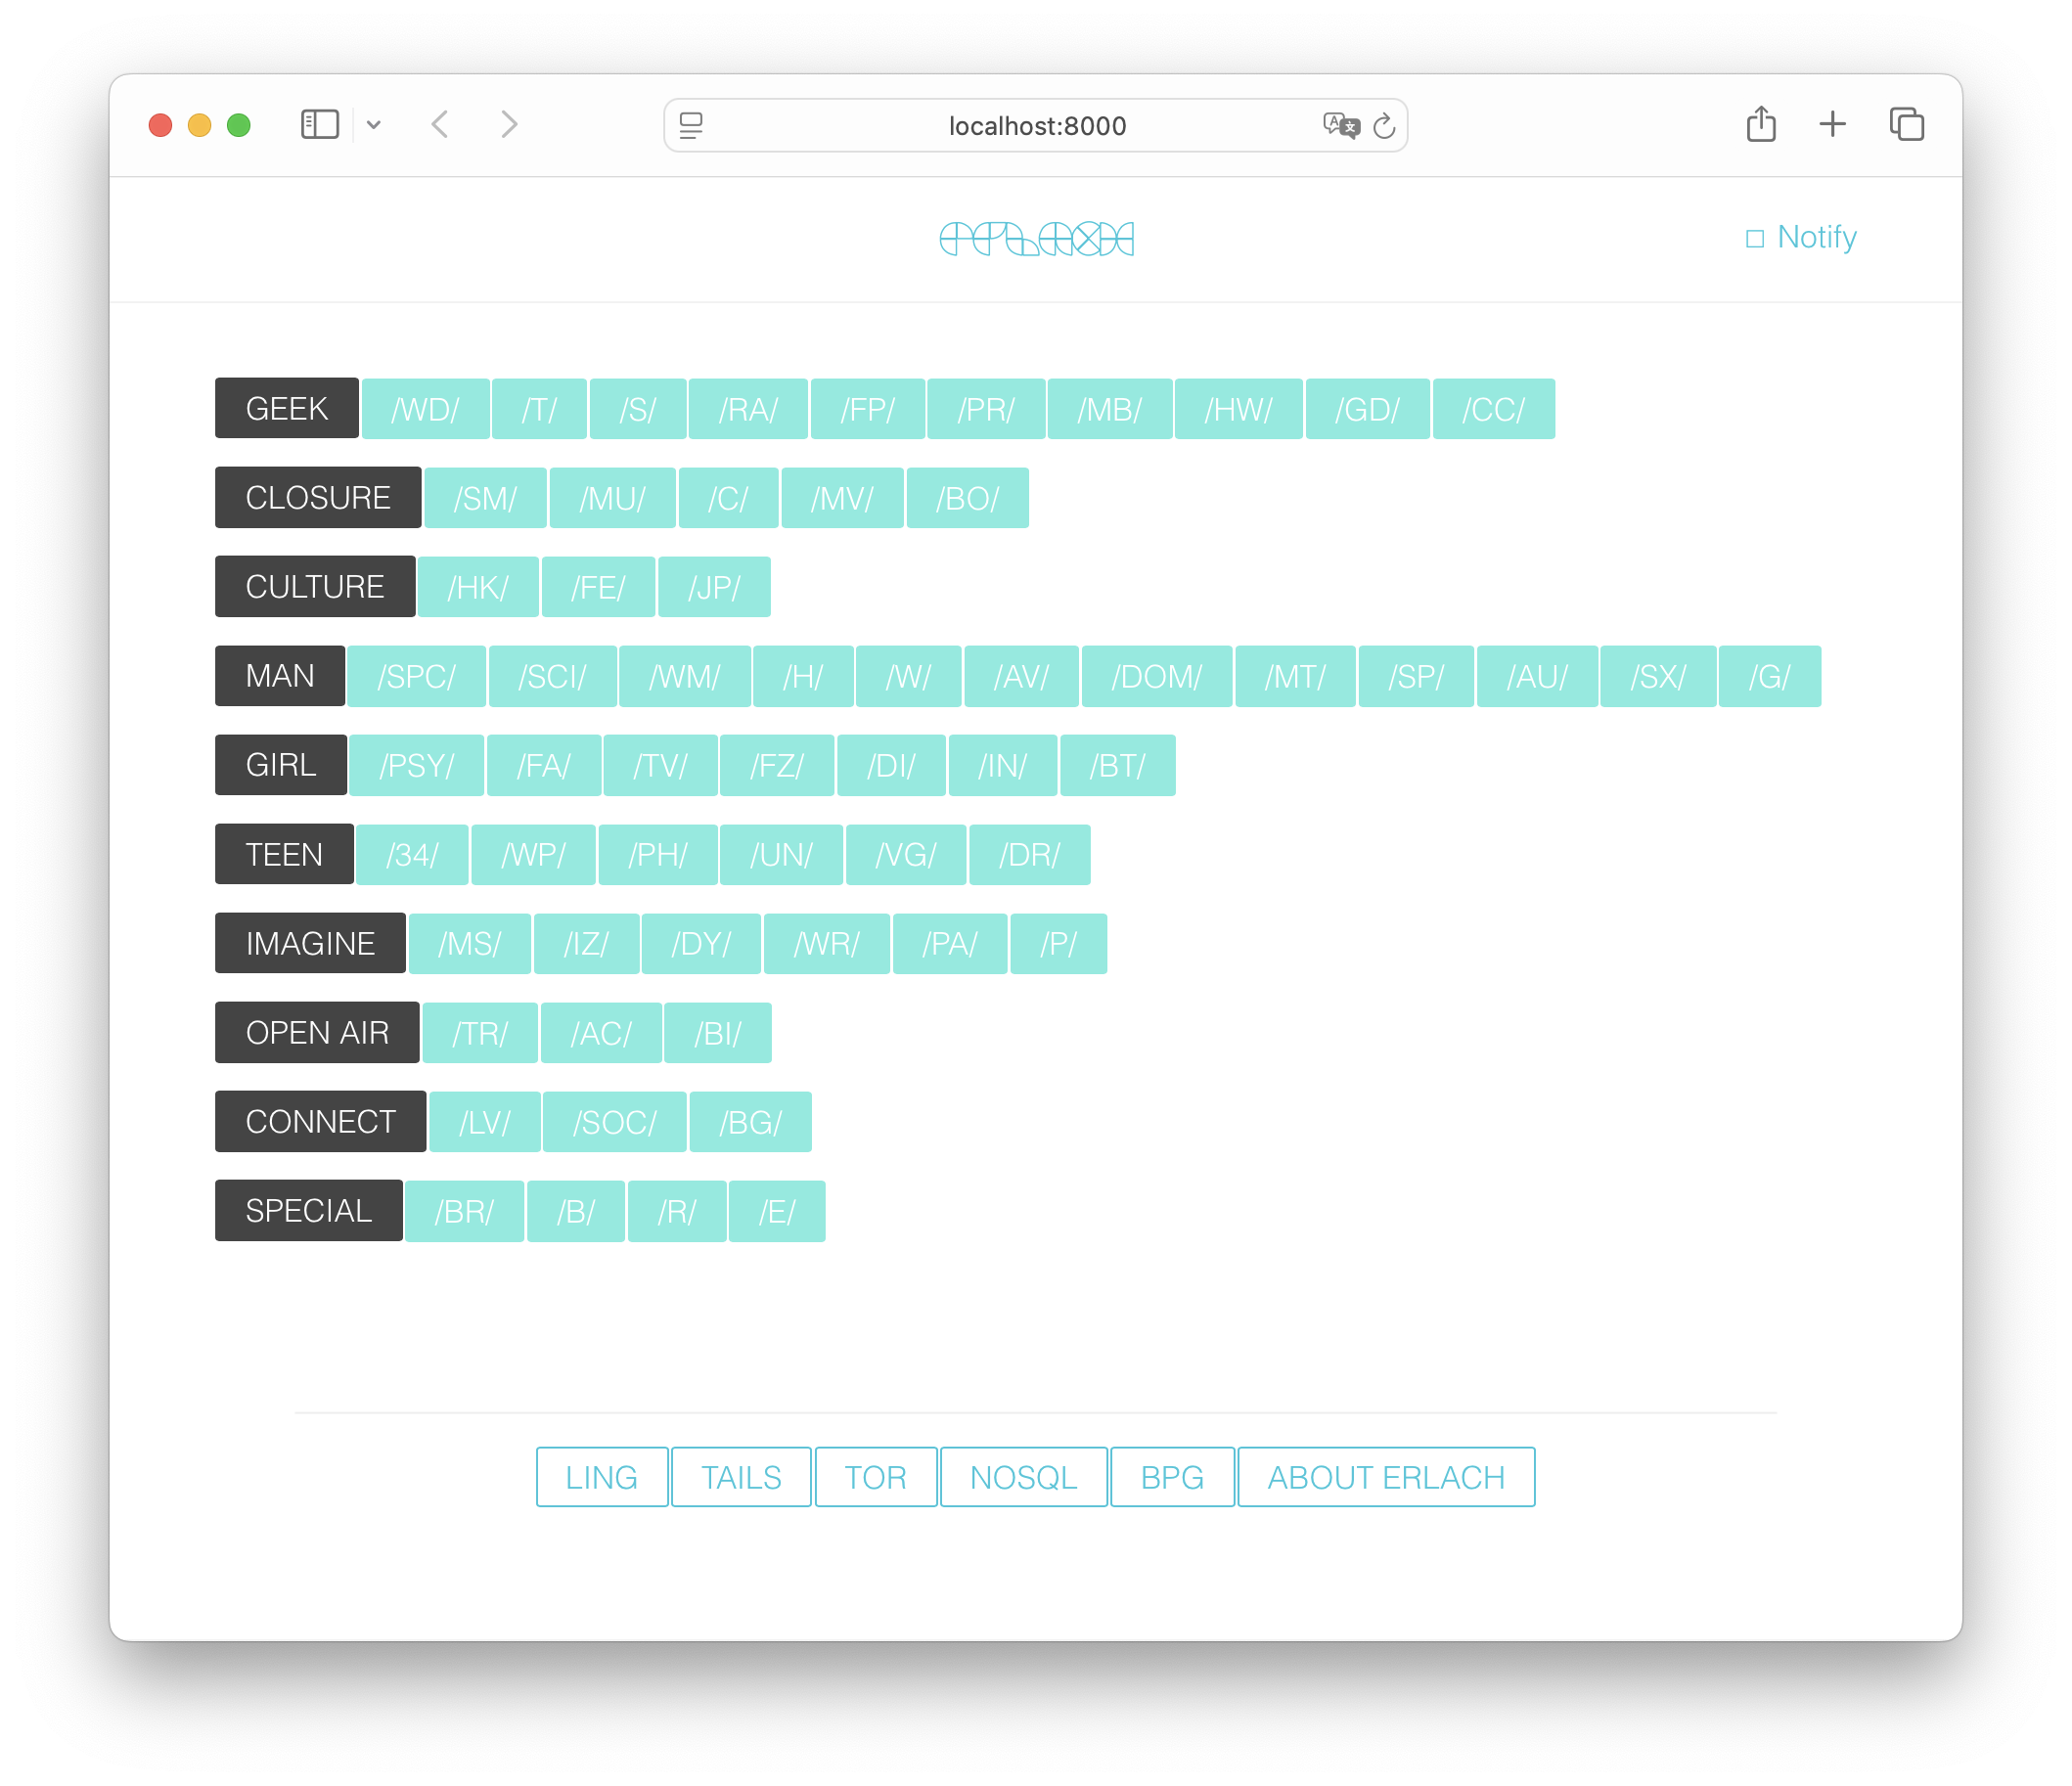 localhost:8000
Notify
GEEK /WD/ /T/ /S/ /RA/ /FP/ /PR/ /MB/ /HW/ /GD/ /CC/
CLOSURE /SM/ /MU/ /C/ /MV/ /BO/
CULTURE /HK/ /FE/ /JP/
MAN /SPC/ /SCI/ /WM/ /H/ /W/ /AV/ /DOM/ /MT/ /SP/ /AU/ /SX/ /G/
GIRL /PSY/ /FA/ /TV/ /FZ/ /DI/ /IN/ /BT/
TEEN /34/ /WP/ /PH/ /UN/ /VG/ /DR/
IMAGINE /MS/ /IZ/ /DY/ /WR/ /PA/ /P/
OPEN AIR /TR/ /AC/ /BI/
CONNECT /LV/ /SOC/ /BG/
SPECIAL /BR/ /B/ /R/ /E/
LING TAILS TOR NOSQL BPG ABOUT ERLACH